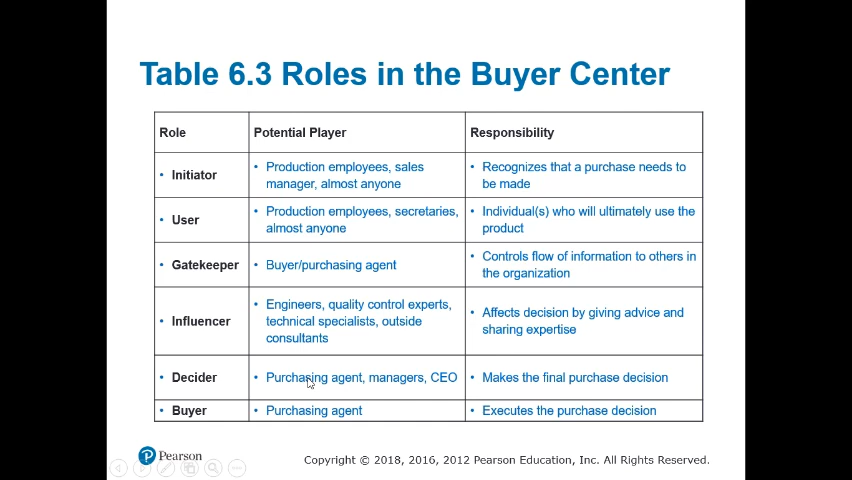 Table 6.3 Roles in the Buyer Center
Role
Potential Player
Responsibility
• Initiator
• Production employees, sales
manager, almost anyone
• Recognizes that a purchase needs to
be made
• User
• Production employees, secretaries,
almost anyone
• Individual(s) who will ultimately use the
product
• Gatekeeper
• Buyer/purchasing agent
• Controls flow of information to others in
the organization
• Influencer
• Engineers, quality control experts,
technical specialists, outside
consultants
• Affects decision by giving advice and
sharing expertise
• Decider
• Purchasing agent, managers, CEO
• Makes the final purchase decision
• Buyer
• Purchasing agent
• Executes the purchase decision
P Pearson
Copyright © 2018, 2016, 2012 Pearson Education, Inc. All Rights Reserved.